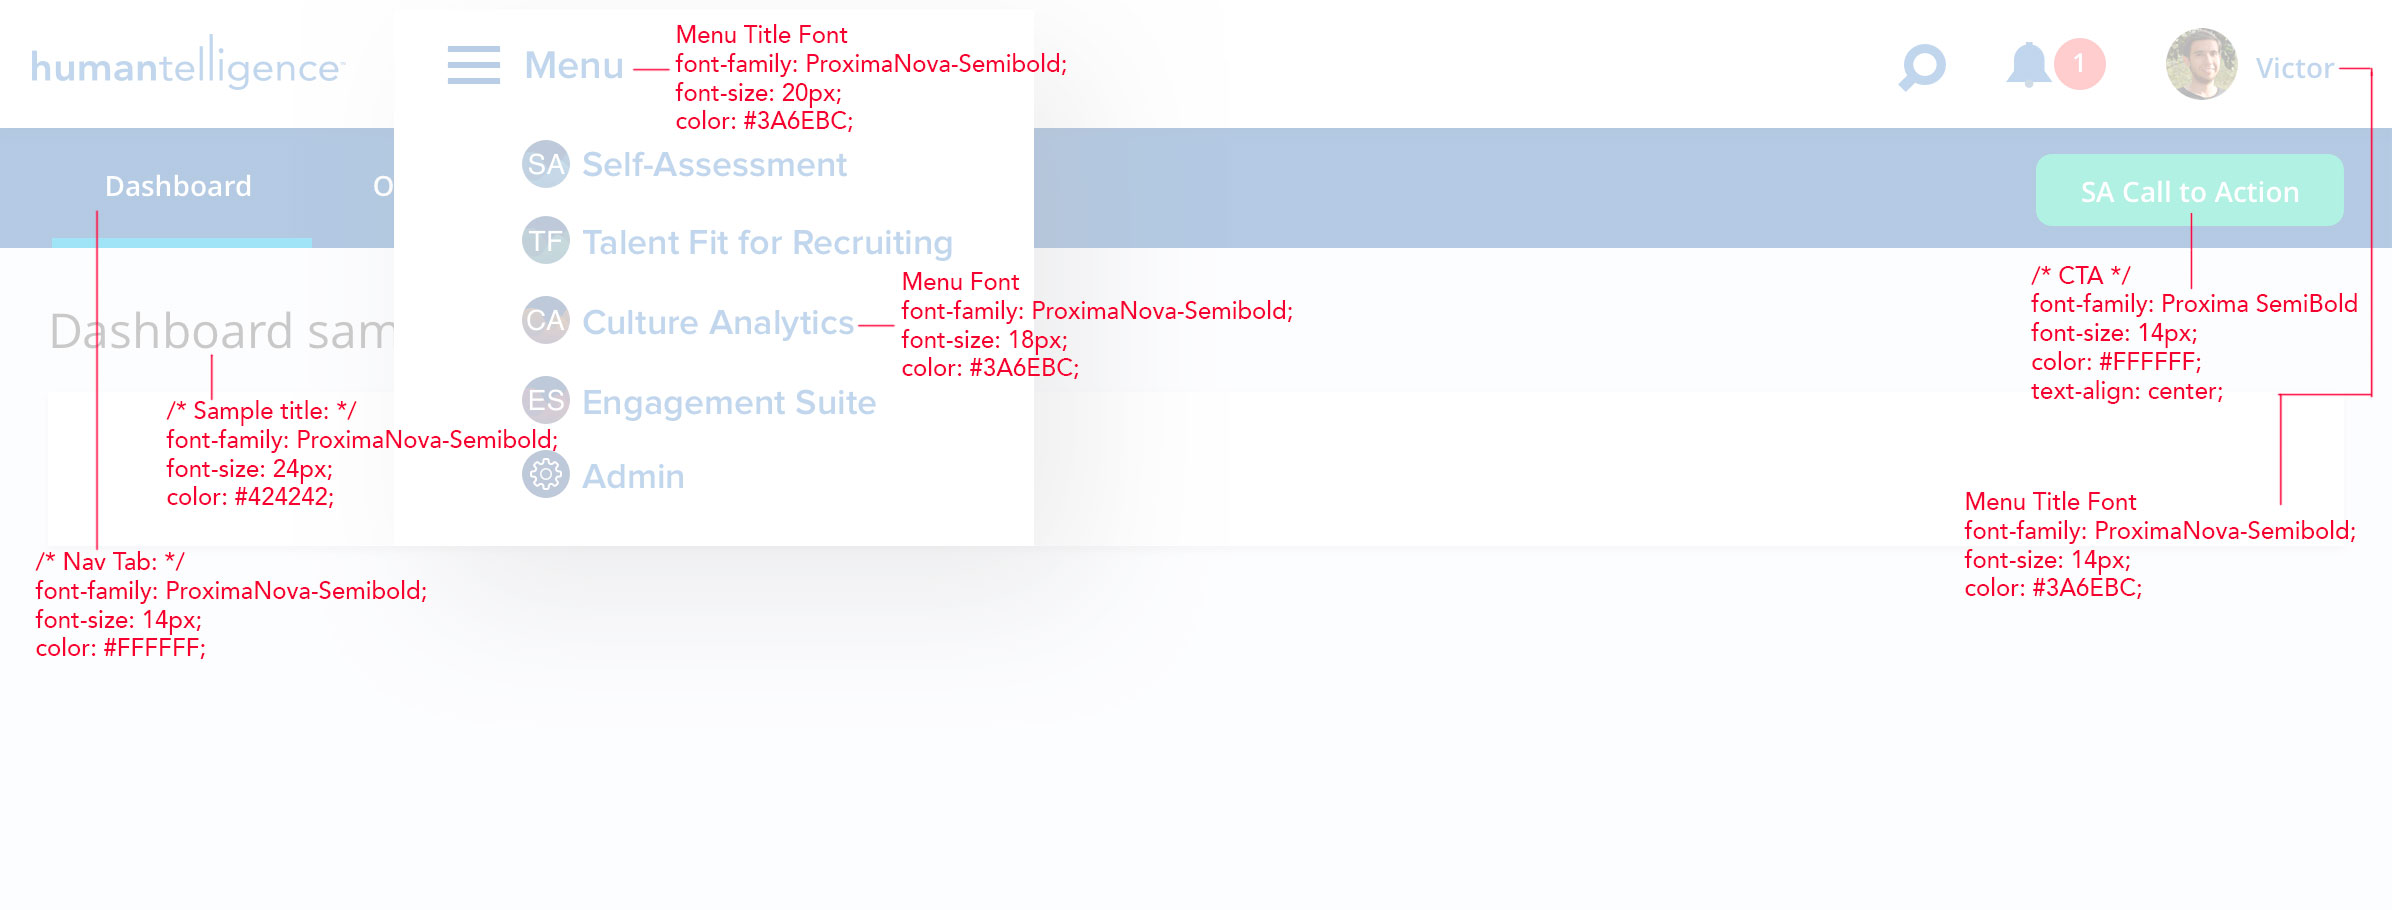 humantelligence
Menu
Menu Title Font
font-family: ProximaNova-Semibold;
font-size: 20px;
color: #3A6EBC;
1
Victor
Dashboard
O
SA Self-Assessment
TF Talent Fit for Recruiting
CA Culture Analytics
ES Engagement Suite
Admin
Menu Font
font-family: ProximaNova-Semibold;
font-size: 18px;
color: #3A6EBC;
SA Call to Action
/* CTA */
font-family: Proxima SemiBold
font-size: 14px;
color: #FFFFFF;
text-align: center;
Dashboard sam
/* Sample title: */
font-family: ProximaNova-Semibold;
font-size: 24px;
color: #424242;
Menu Title Font
font-family: ProximaNova-Semibold;
font-size: 14px;
color: #3A6EBC;
/* Nav Tab: */
font-family: ProximaNova-Semibold;
font-size: 14px;
color: #FFFFFF;